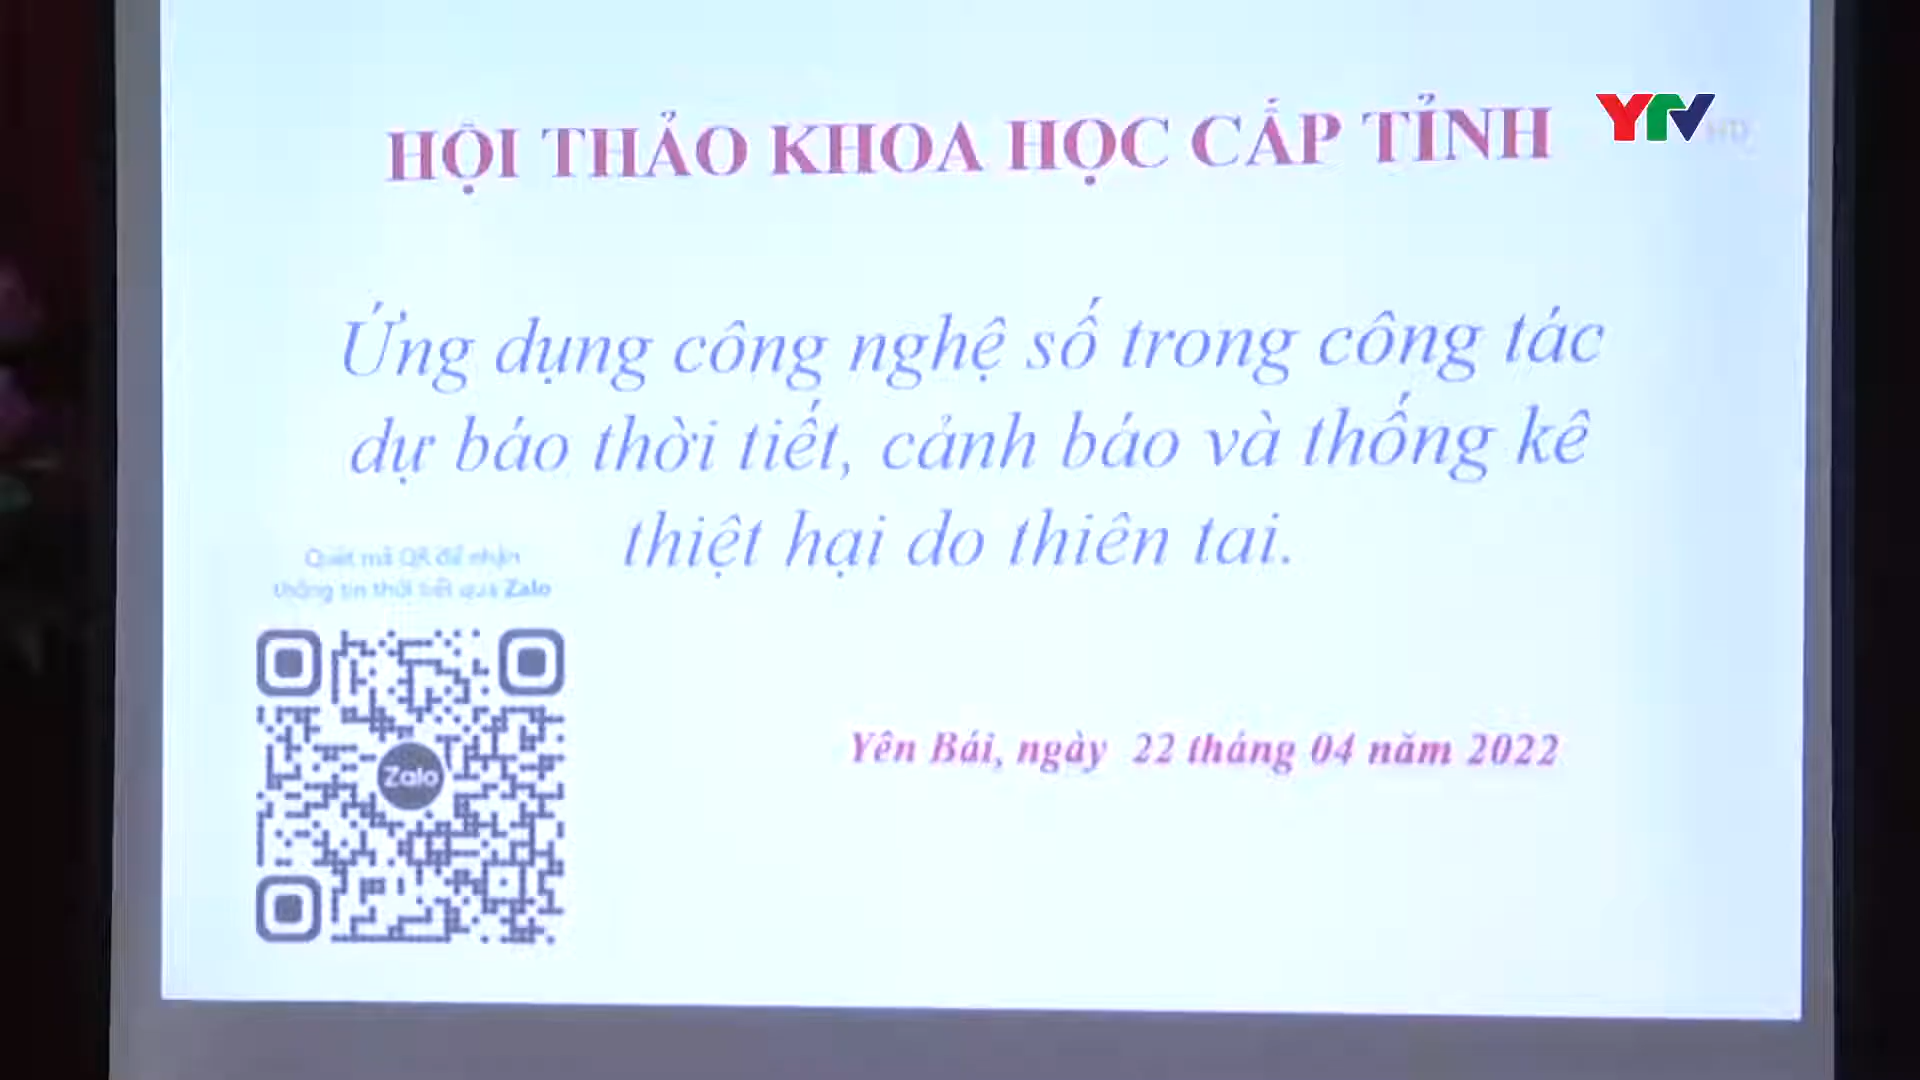 HỘI THẢO KHOA HỌC CẤP TỈNH
YTV HD
Ứng dụng công nghệ số trong công tác
dự báo thời tiết, cảnh báo và thống kê
thiệt hại do thiên tai.
Quét mã QR để nhận
thông tin thời tiết qua Zalo
Zalo
Yên Bái, ngày 22 tháng 04 năm 2022